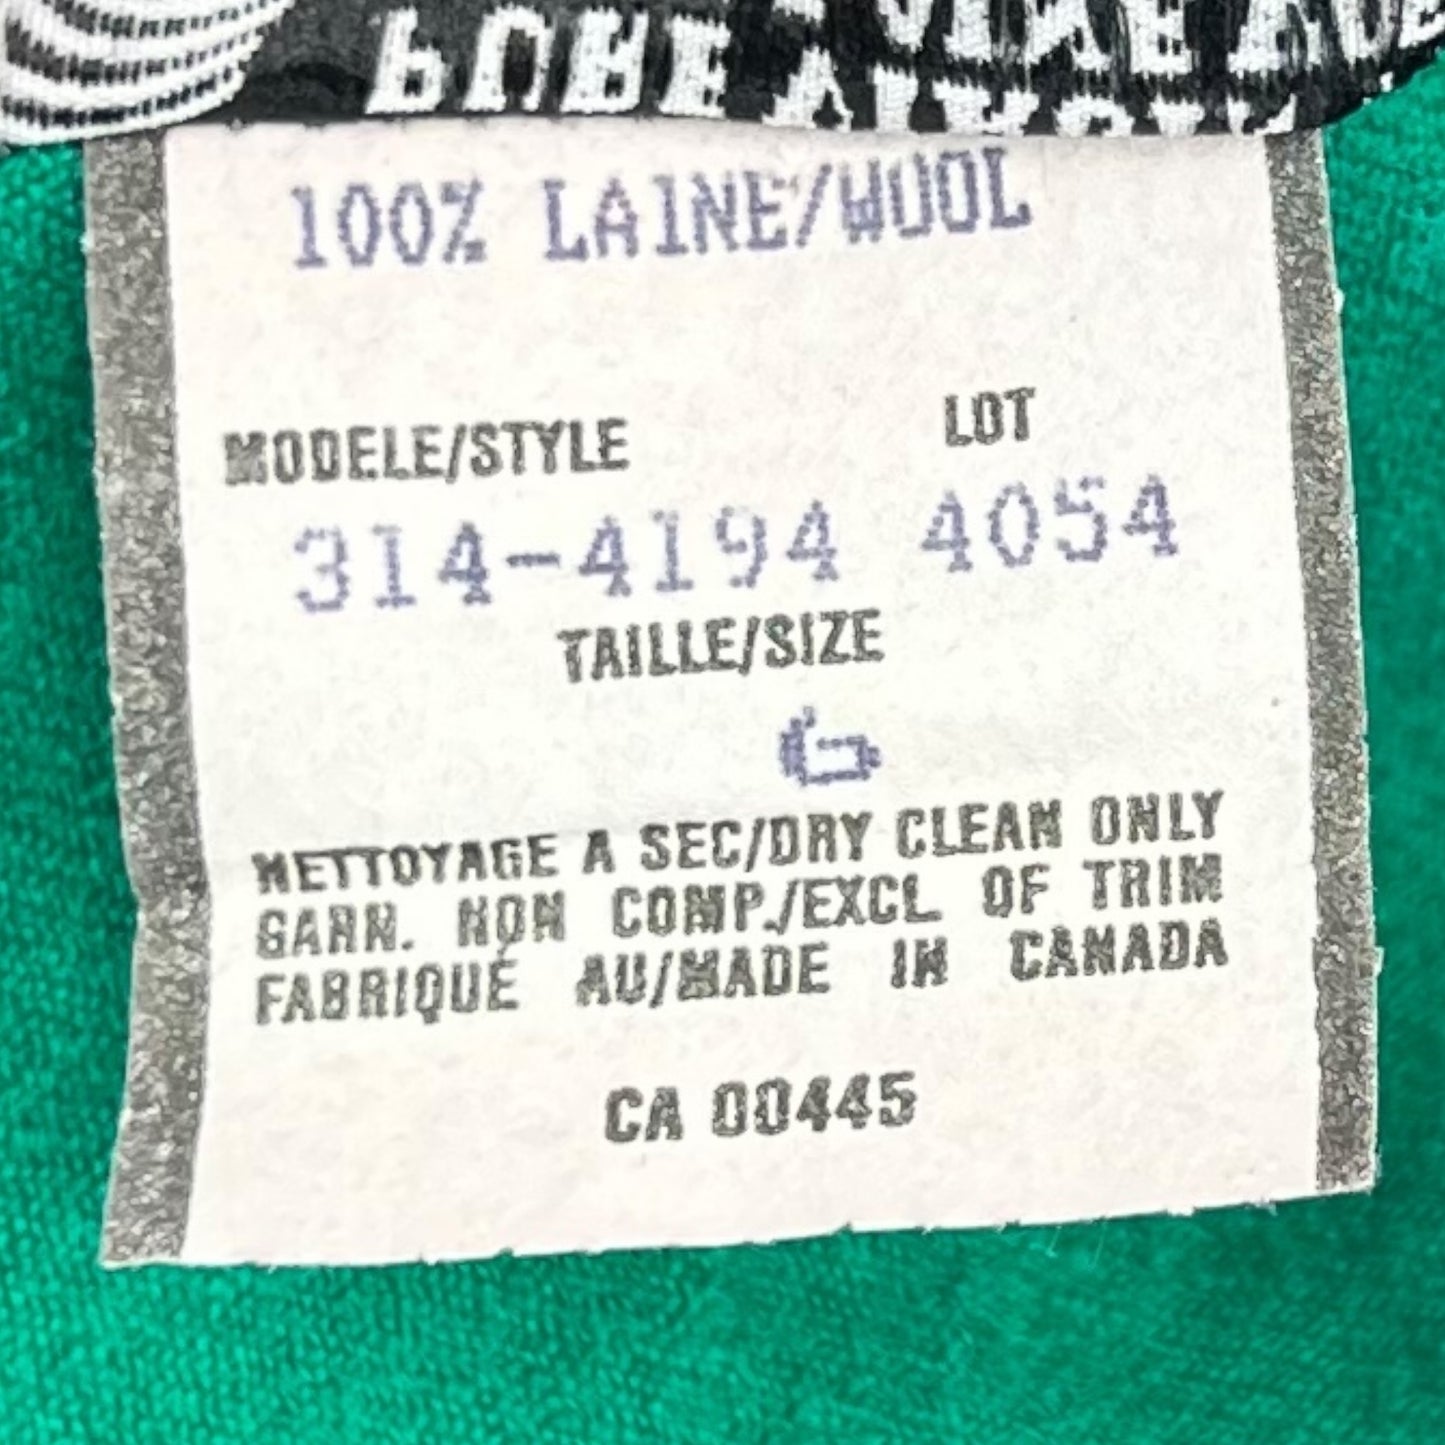 PURE
100% LAINE/WOOL
MODELE/STYLE LOT
314-4194 4054
TAILLE/SIZE
6
NETTOYAGE A SEC/DRY CLEAN ONLY
GARN. NON COMP./EXCL OF TRIM
FABRIQUÉ AU/MADE IN CANADA
CA 00445